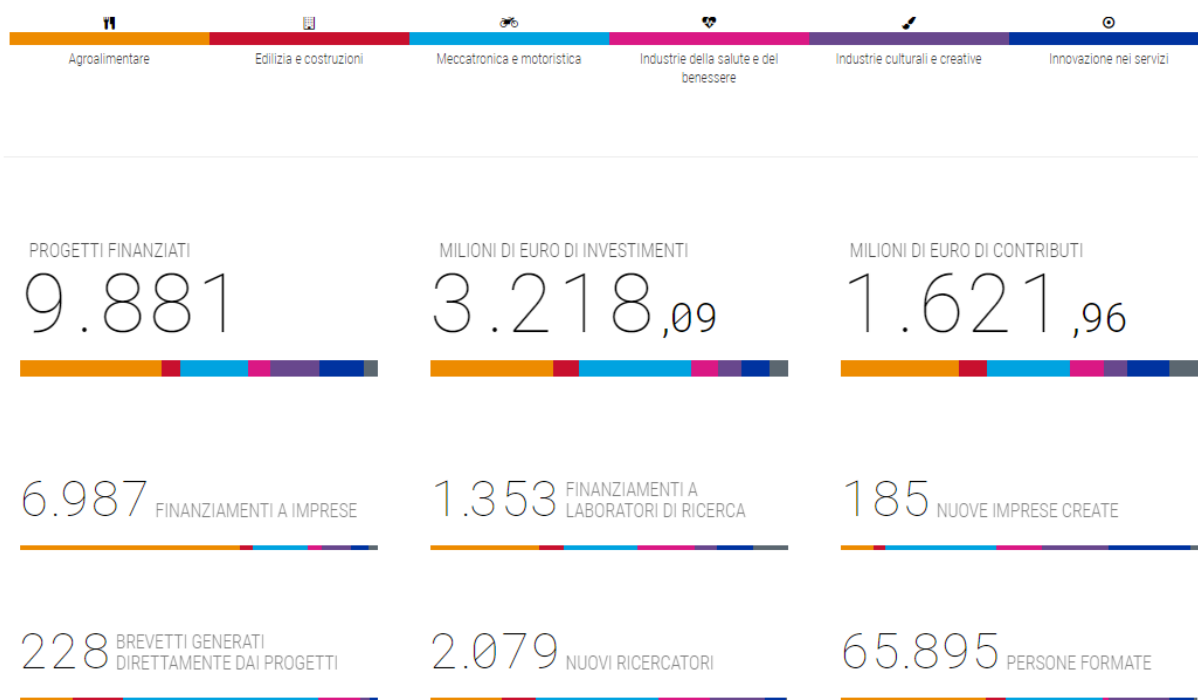 Agroalimentare
Edilizia e costruzioni
Meccatronica e motoristica
Industrie della salute e del
benessere
Industrie culturali e creative
Innovazione nei servizi
PROGETTI FINANZIATI
9.881
MILIONI DI EURO DI INVESTIMENTI
3.218,09
MILIONI DI EURO DI CONTRIBUTI
1.621,96
6.987 FINANZIAMENTI A IMPRESE
1.353 FINANZIAMENTI A
LABORATORI DI RICERCA
185 NUOVE IMPRESE CREATE
228 BREVETTI GENERATI
DIRETTAMENTE DAI PROGETTI
2.079 NUOVI RICERCATORI
65.895 PERSONE FORMATE